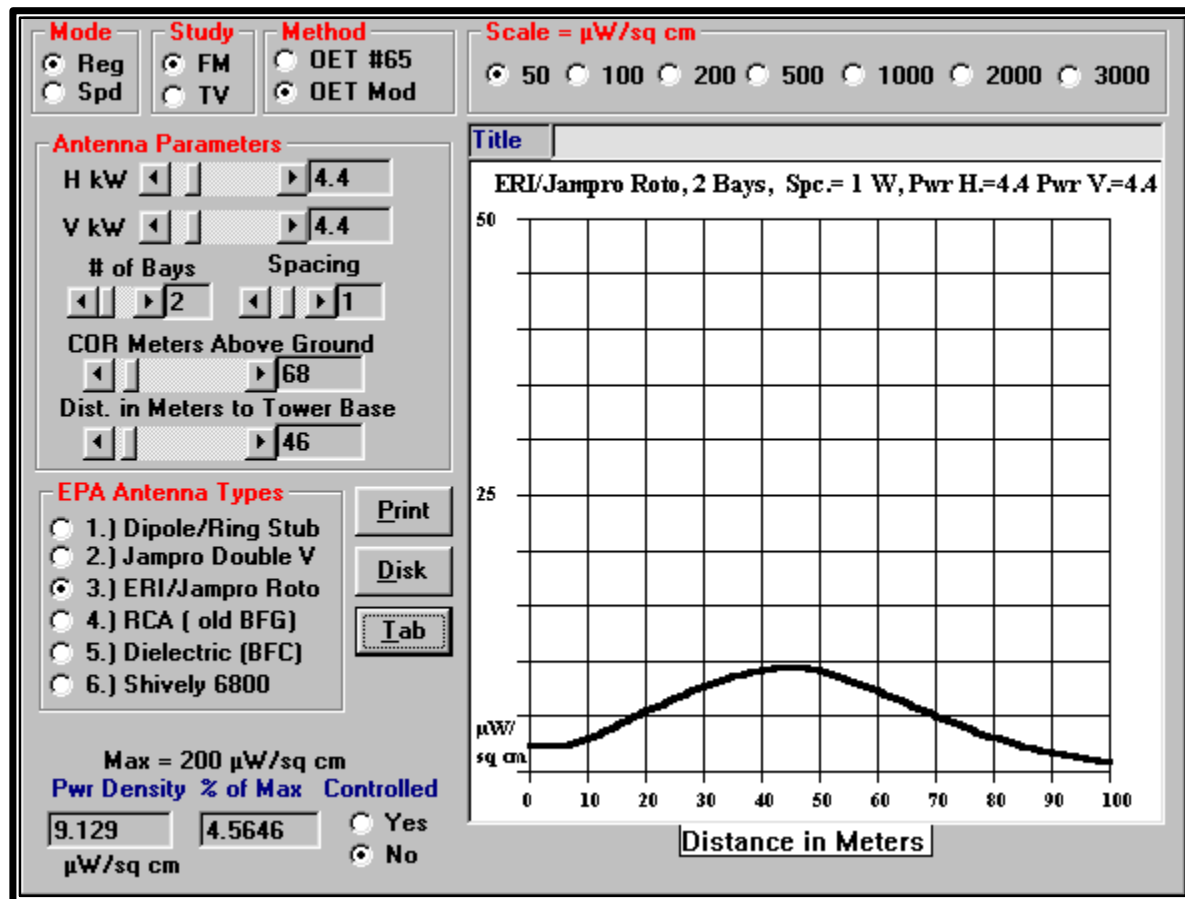 Mode
Reg
Spd
Study
FM
TV
Method
OET #65
OET Mod
Scale = µW/sq cm
50 100 200 500 1000 2000 3000
Antenna Parameters
H kW 4.4
V kW 4.4
# of Bays Spacing
2 1
COR Meters Above Ground
68
Dist. in Meters to Tower Base
46
EPA Antenna Types
1.) Dipole/Ring Stub
2.) Jampro Double V
3.) ERI/Jampro Roto
4.) RCA ( old BFG)
5.) Dielectric (BFC)
6.) Shively 6800
Print
Disk
Tab
Max = 200 µW/sq cm
Pwr Density % of Max Controlled
9.129 4.5646 Yes
No
µW/sq cm
Title
ERI/Jampro Roto, 2 Bays, Spc.= 1 W, Pwr H.=4.4 Pwr V.=4.4
50
25
µW/
sq cm
0 10 20 30 40 50 60 70 80 90 100
Distance in Meters